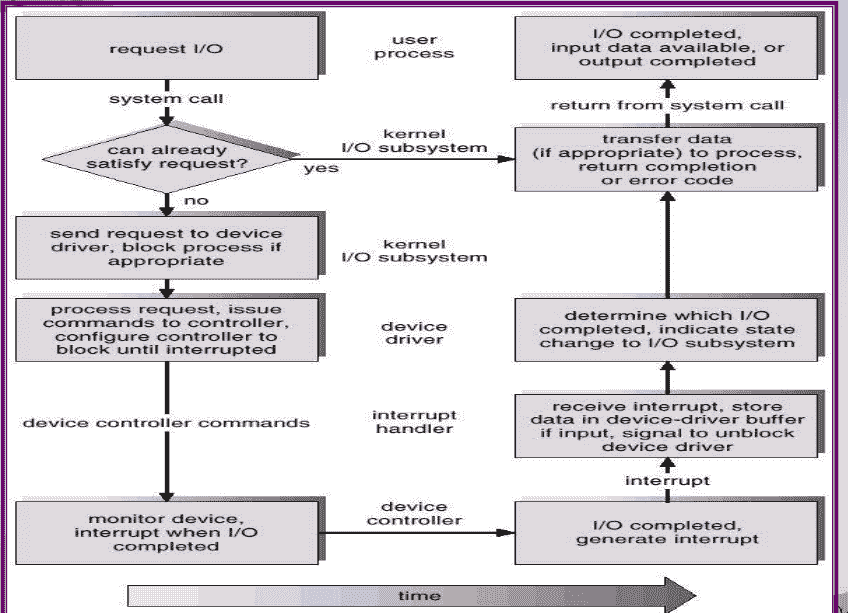 request I/O
user
process
I/O completed,
input data available, or
output completed
system call
return from system call
can already
satisfy request?
kernel
I/O subsystem
yes
transfer data
(if appropriate) to process,
return completion
or error code
no
send request to device
driver, block process if
appropriate
kernel
I/O subsystem
process request, issue
commands to controller,
configure controller to
block until interrupted
device
driver
determine which I/O
completed, indicate state
change to I/O subsystem
device controller commands
interrupt
handler
receive interrupt, store
data in device-driver buffer
if input, signal to unblock
device driver
interrupt
monitor device,
interrupt when I/O
completed
device
controller
I/O completed,
generate interrupt
time